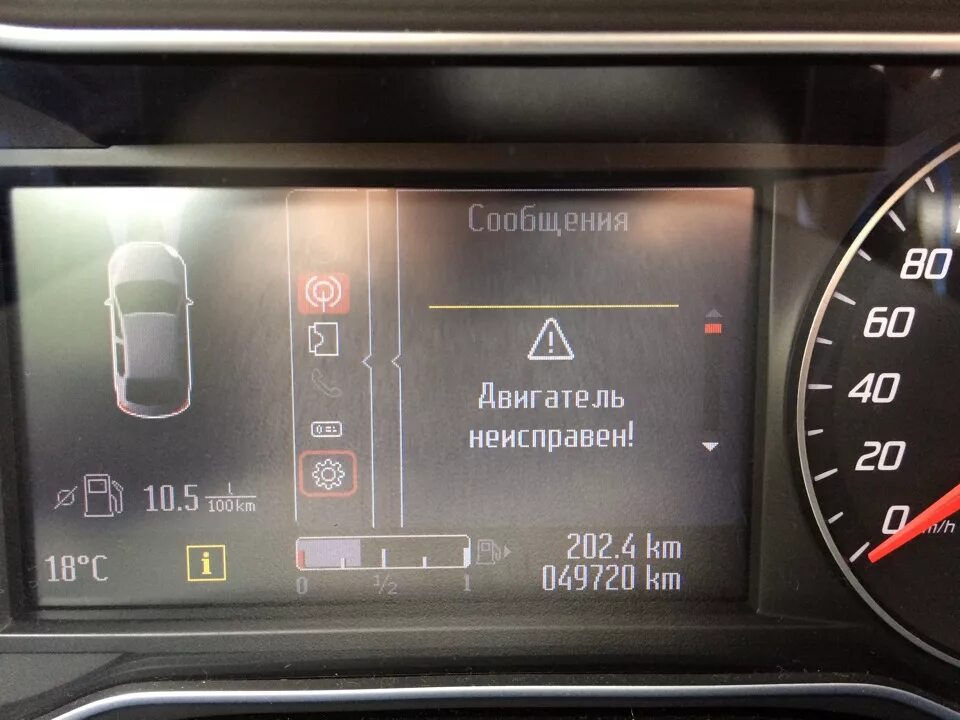 Сообщения
Двигатель
неисправен!
10.5 l/100km
18°C
i
0 1/2 1
202.4 km
049720 km
80
60
40
20
0
m/h